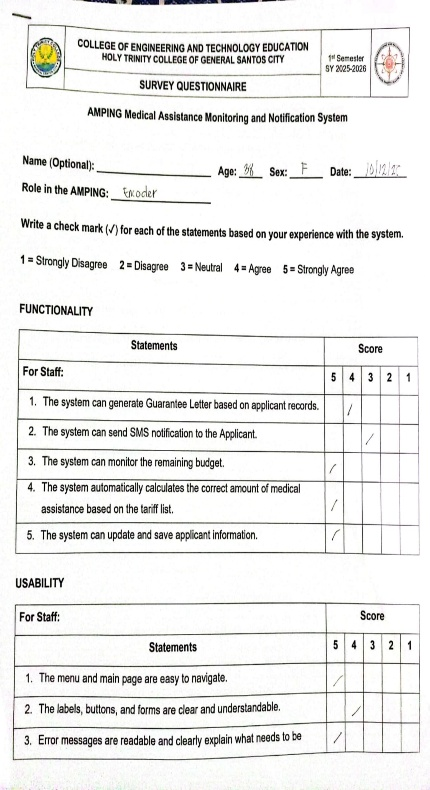 COLLEGE OF ENGINEERING AND TECHNOLOGY EDUCATION
HOLY TRINITY COLLEGE OF GENERAL SANTOS CITY
1st Semester
SY 2025-2026
SURVEY QUESTIONNAIRE
AMPING Medical Assistance Monitoring and Notification System
Name (Optional): Age: 38 Sex: F Date: 10/12/25
Role in the AMPING: Encoder
Write a check mark (✓) for each of the statements based on your experience with the system.
1 = Strongly Disagree 2 = Disagree 3 = Neutral 4 = Agree 5 = Strongly Agree
FUNCTIONALITY
Statements Score
For Staff: 5 4 3 2 1
1. The system can generate Guarantee Letter based on applicant records. /
2. The system can send SMS notification to the Applicant. /
3. The system can monitor the remaining budget. /
4. The system automatically calculates the correct amount of medical
assistance based on the tariff list. /
5. The system can update and save applicant information. /
USABILITY
For Staff: Score
Statements 5 4 3 2 1
1. The menu and main page are easy to navigate. /
2. The labels, buttons, and forms are clear and understandable. /
3. Error messages are readable and clearly explain what needs to be /